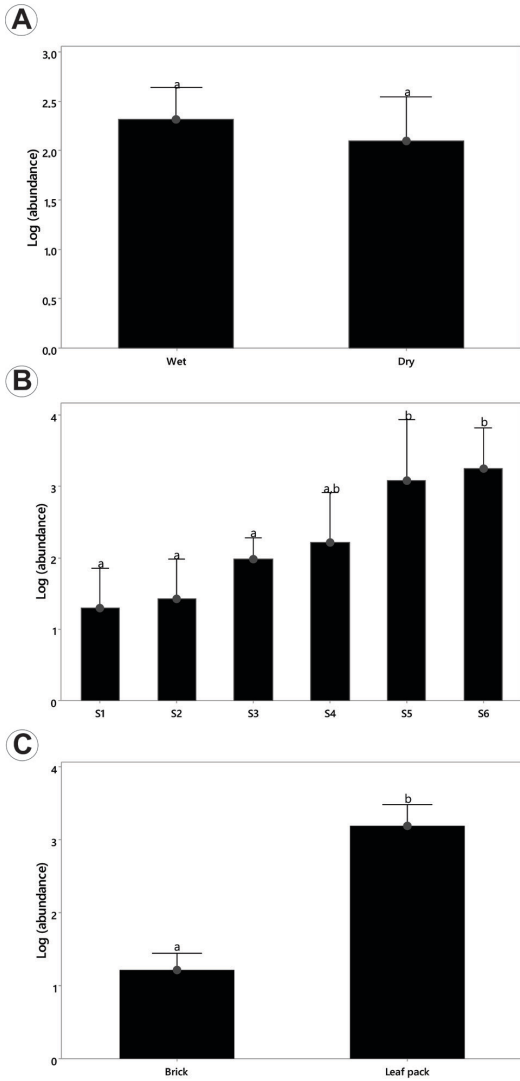 A
Log (abundance)
3,0
2,5
2,0
1,5
1,0
0,5
0,0
a
a
Wet
Dry
B
Log (abundance)
4
3
2
1
0
a
a
a
a,b
b
b
S1
S2
S3
S4
S5
S6
C
Log (abundance)
4
3
2
1
0
a
b
Brick
Leaf pack